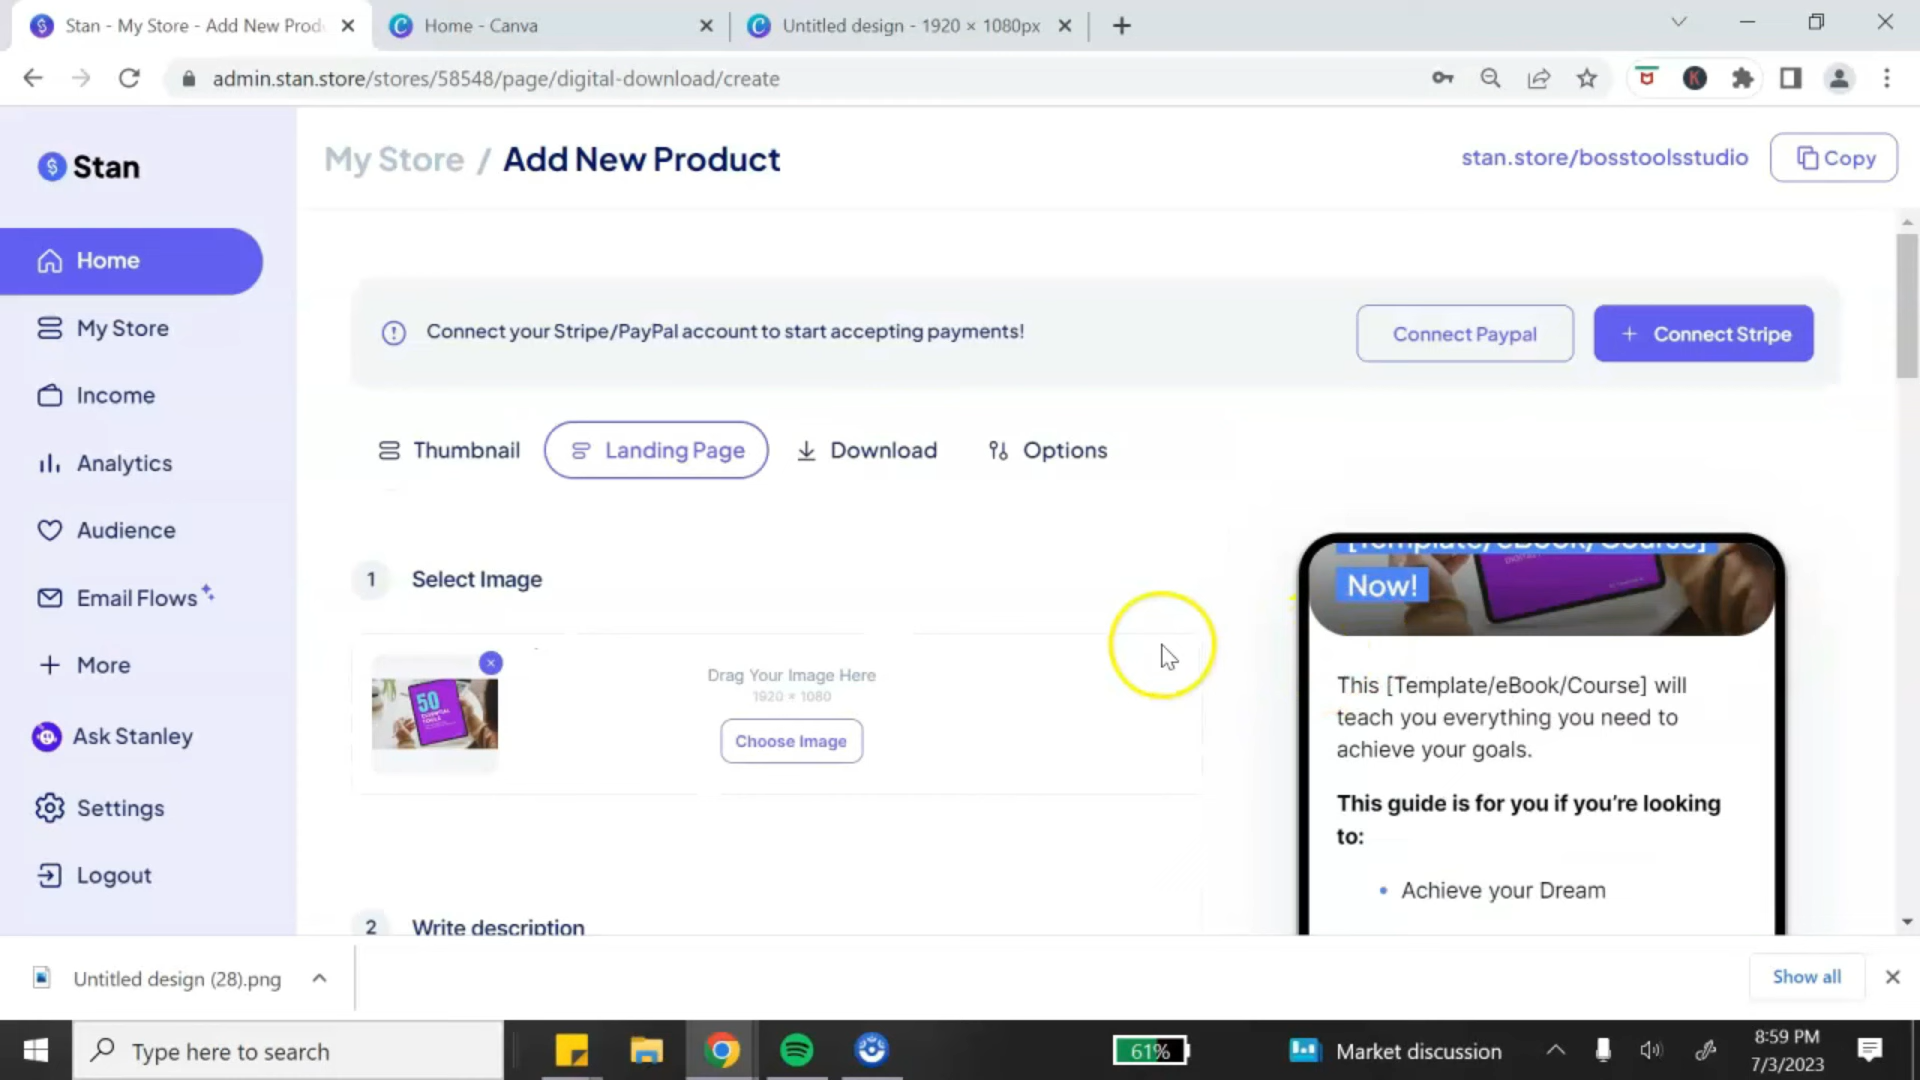 Stan - My Store - Add New Prod
Home - Canva
Untitled design - 1920 × 1080px
admin.stan.store/stores/58548/page/digital-download/create
Stan
My Store / Add New Product
stan.store/bosstoolsstudio
Copy
Home
My Store
Income
Analytics
Audience
Email Flows
More
Ask Stanley
Settings
Logout
Connect your Stripe/PayPal account to start accepting payments!
Connect Paypal
+ Connect Stripe
Thumbnail
Landing Page
Download
Options
1 Select Image
50
ESSENTIAL
TOOLS
Drag Your Image Here
1920 × 1080
Choose Image
2 Write description
[Template/eBook/Course]
Now!
This [Template/eBook/Course] will
teach you everything you need to
achieve your goals.
This guide is for you if you're looking
to:
• Achieve your Dream
Untitled design (28).png
Show all
Type here to search
61%
Market discussion
8:59 PM
7/3/2023